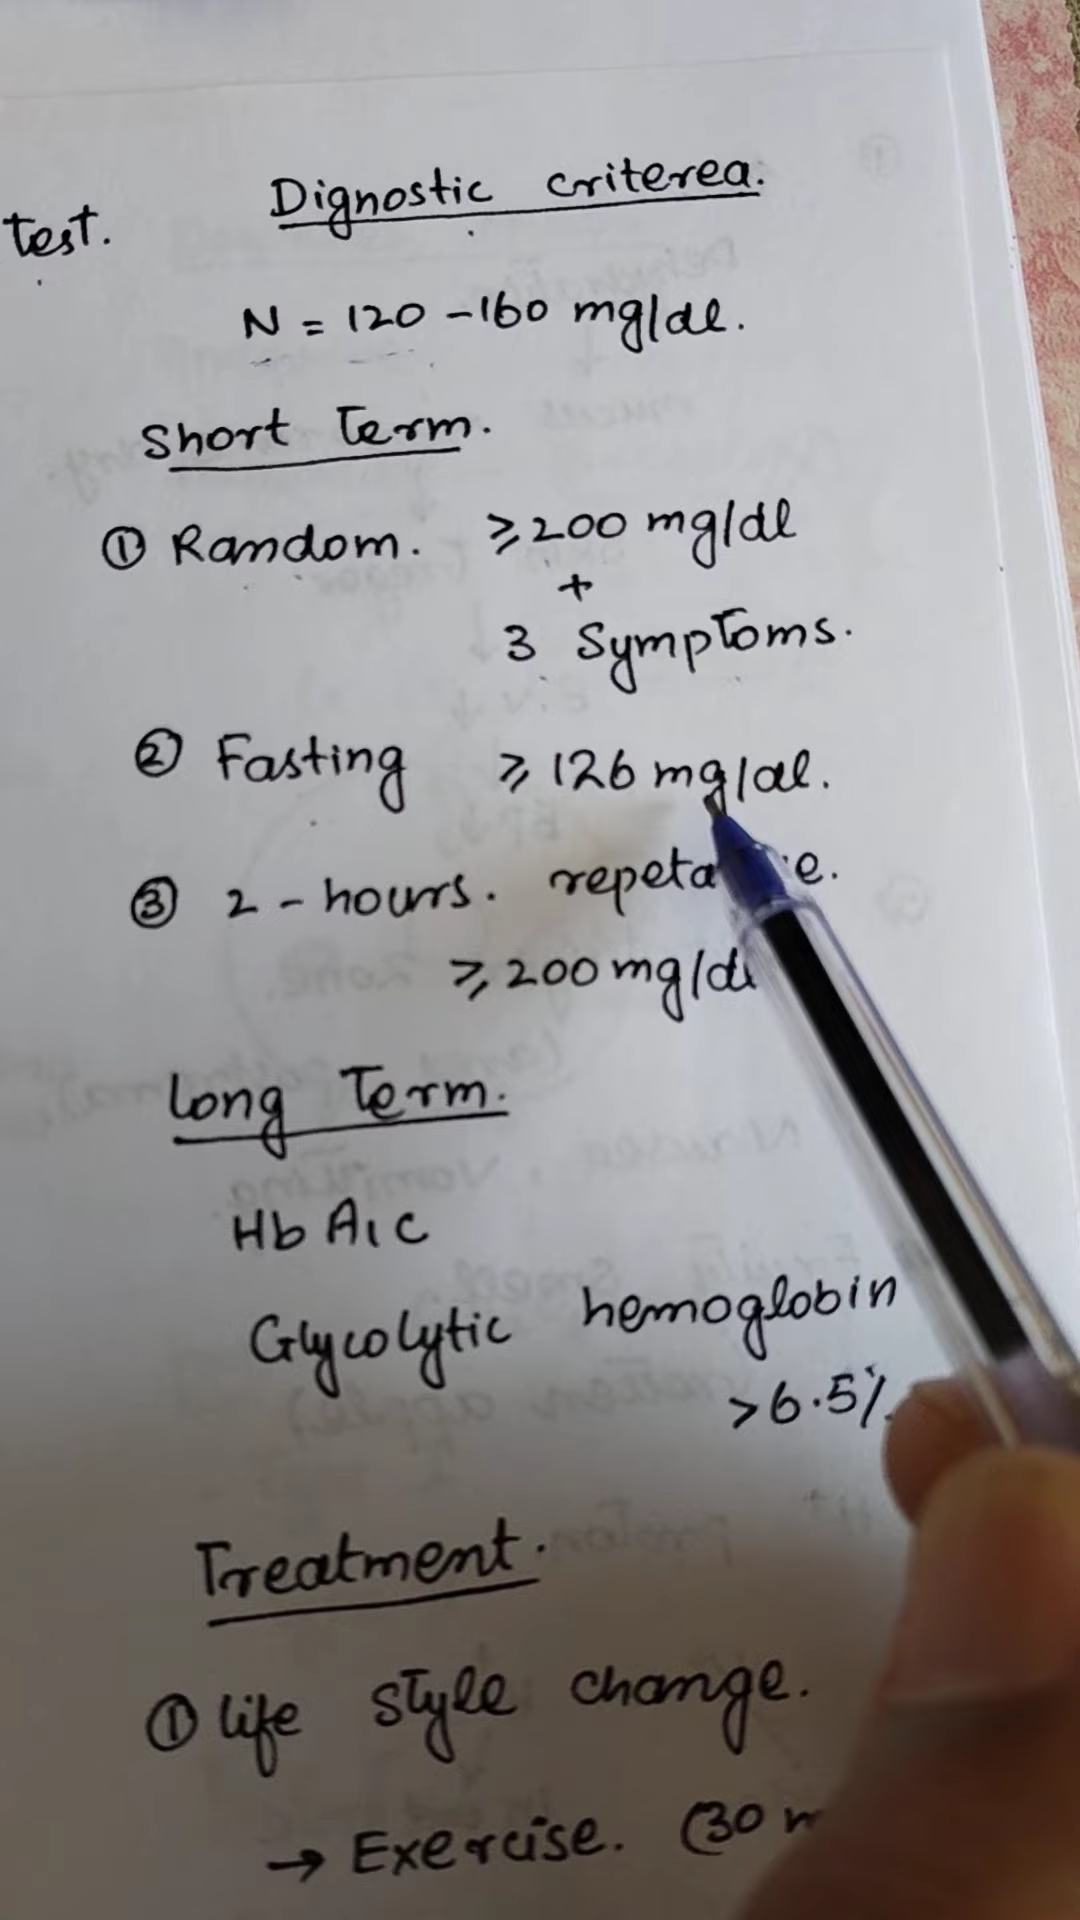 Dignostic criterea.
test.
N = 120 - 160 mg/dl.
Short Term.
① Random. ≥ 200 mg/dl
+
3 Symptoms.
② Fasting ≥ 126 mg/dl.
③ 2 - hours.
≥ 200 mg/dl
Long Term.
Hb A1C
Glycolytic hemoglobin
> 6.5%
Treatment.
① life style change.
→ Exercise. (30